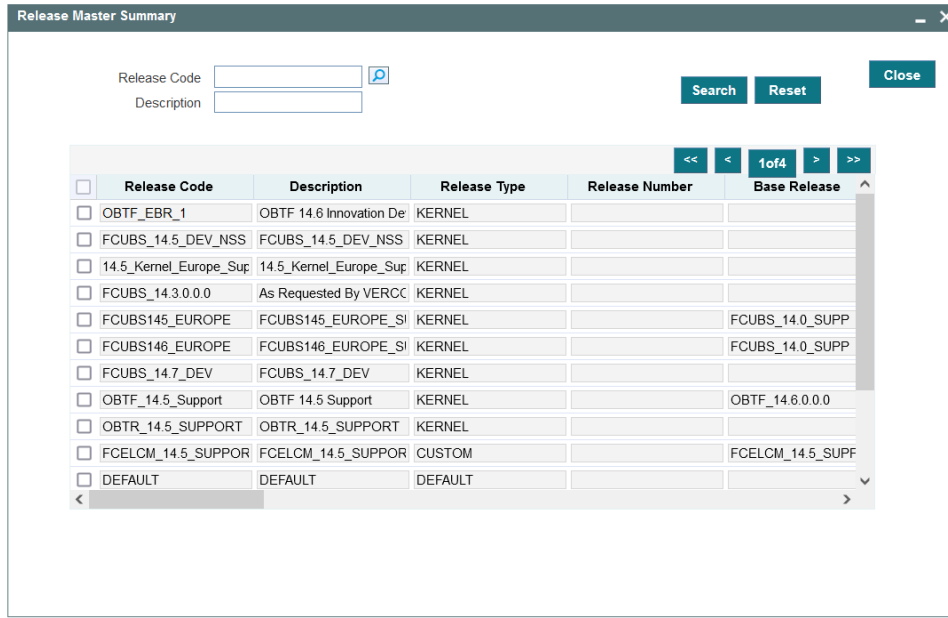 Release Master Summary
Release Code
Close
Search Reset
Description
<< < 1of4 > >>
Release Code Description Release Type Release Number Base Release
OBTF_EBR_1 OBTF 14.6 Innovation De KERNEL
FCUBS_14.5_DEV_NSS FCUBS_14.5_DEV_NSS KERNEL
14.5_Kernel_Europe_Sup 14.5_Kernel_Europe_Sup KERNEL
FCUBS_14.3.0.0.0 As Requested By VERCO KERNEL
FCUBS145_EUROPE FCUBS145_EUROPE_SU KERNEL FCUBS_14.0_SUPP
FCUBS146_EUROPE FCUBS146_EUROPE_SU KERNEL FCUBS_14.0_SUPP
FCUBS_14.7_DEV FCUBS_14.7_DEV KERNEL
OBTF_14.5_Support OBTF 14.5 Support KERNEL OBTF_14.6.0.0.0
OBTR_14.5_SUPPORT OBTR_14.5_SUPPORT KERNEL
FCELCM_14.5_SUPPOR FCELCM_14.5_SUPPOR CUSTOM FCELCM_14.5_SUPF
DEFAULT DEFAULT DEFAULT